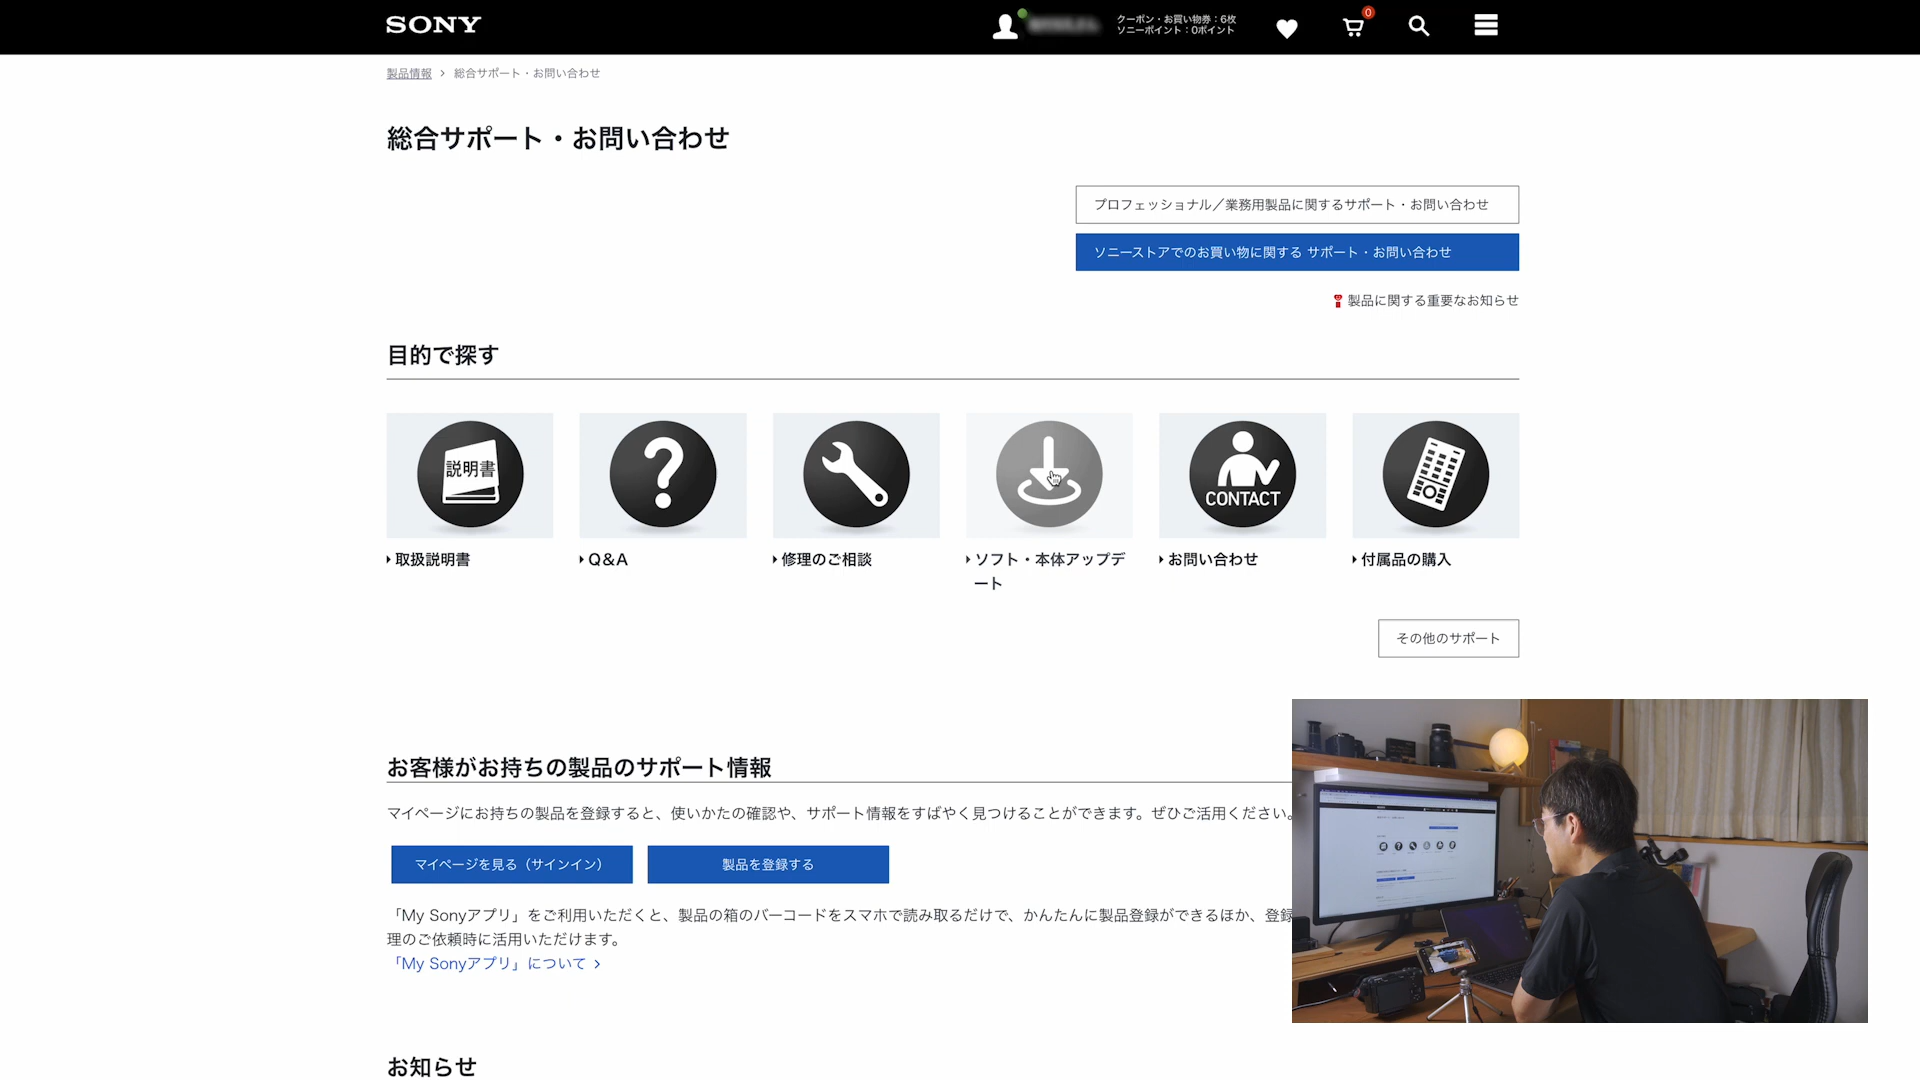 SONY
クーポン・お買い物券：6枚
ソニーポイント：0ポイント
0
製品情報 > 総合サポート・お問い合わせ
総合サポート・お問い合わせ
プロフェッショナル／業務用製品に関するサポート・お問い合わせ
ソニーストアでのお買い物に関する サポート・お問い合わせ
製品に関する重要なお知らせ
目的で探す
説明書
CONTACT
取扱説明書
Q&A
修理のご相談
ソフト・本体アップデ
ート
お問い合わせ
付属品の購入
その他のサポート
お客様がお持ちの製品のサポート情報
マイページにお持ちの製品を登録すると、使いかたの確認や、サポート情報をすばやく見つけることができます。ぜひご活用ください。
マイページを見る（サインイン）
製品を登録する
「My Sonyアプリ」をご利用いただくと、製品の箱のバーコードをスマホで読み取るだけで、かんたんに製品登録ができるほか、登録
理のご依頼時に活用いただけます。
「My Sonyアプリ」について >
お知らせ